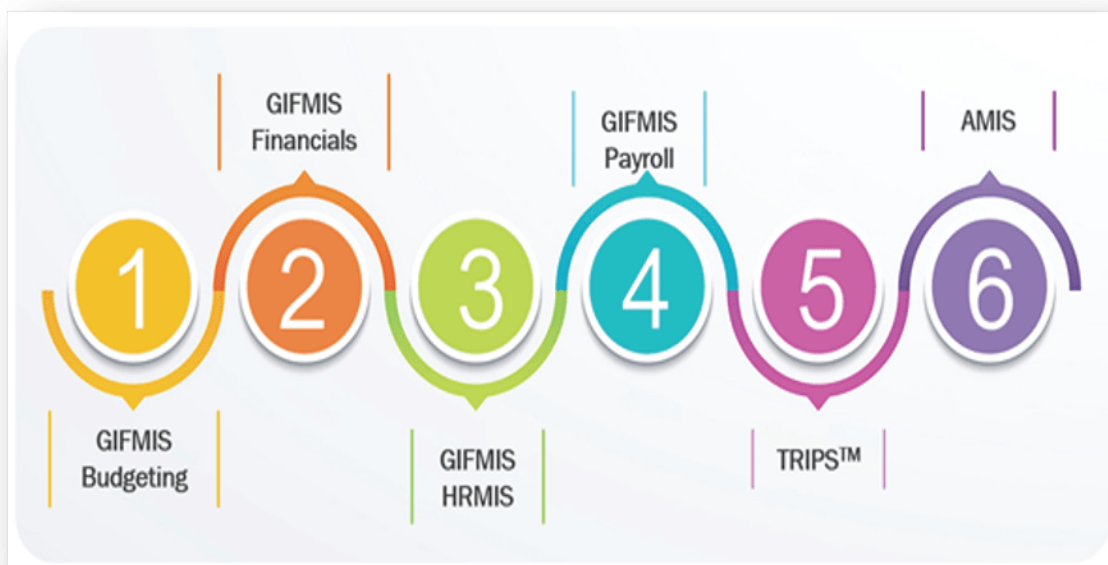 1
GIFMIS
Budgeting
2
GIFMIS
Financials
3
GIFMIS
HRMIS
4
GIFMIS
Payroll
5
TRIPS™
6
AMIS